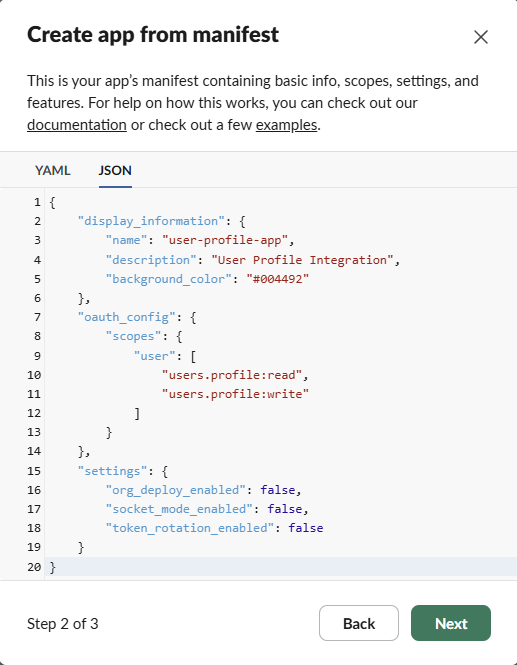 Create app from manifest
This is your app's manifest containing basic info, scopes, settings, and
features. For help on how this works, you can check out our
documentation or check out a few examples.
YAML JSON
1 {
2     "display_information": {
3         "name": "user-profile-app",
4         "description": "User Profile Integration",
5         "background_color": "#004492"
6     },
7     "oauth_config": {
8         "scopes": {
9             "user": [
10                 "users.profile:read",
11                 "users.profile:write"
12             ]
13         }
14     },
15     "settings": {
16         "org_deploy_enabled": false,
17         "socket_mode_enabled": false,
18         "token_rotation_enabled": false
19     }
20 }
Step 2 of 3 Back Next